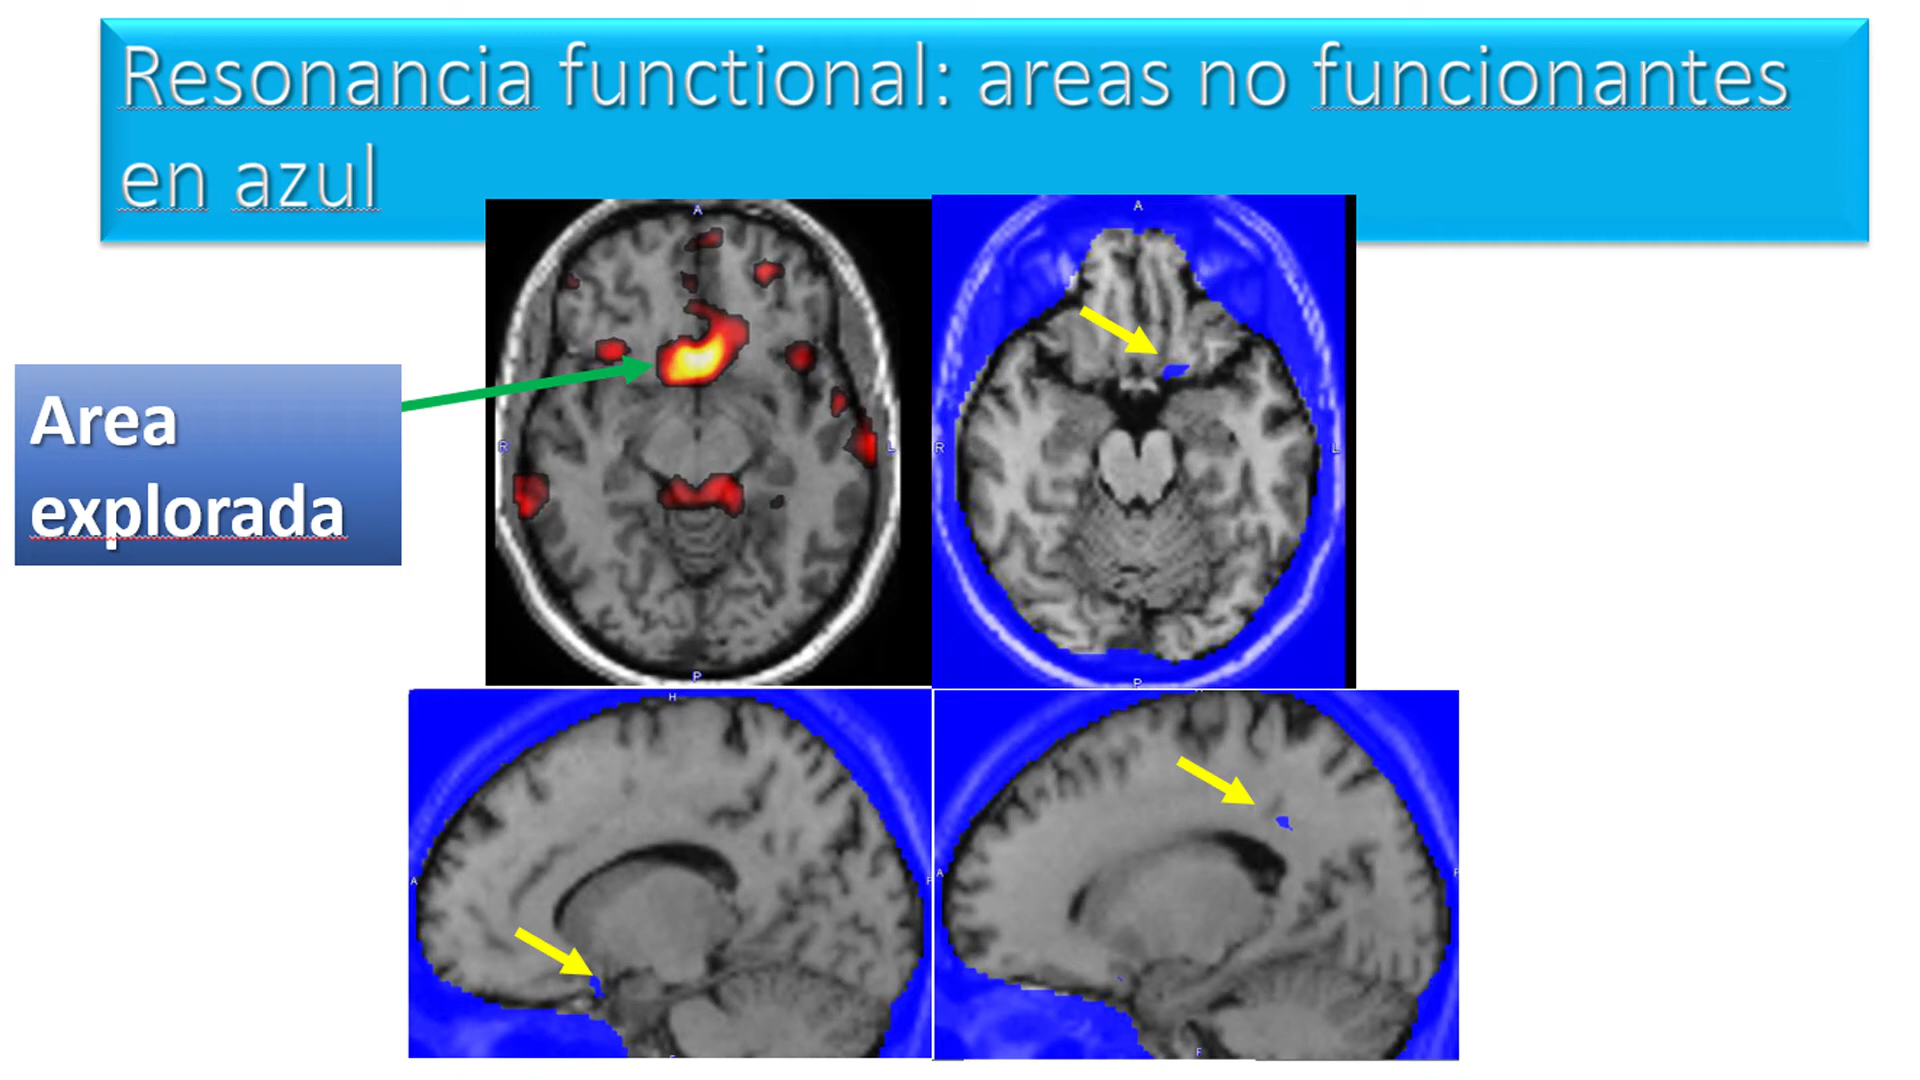 Resonancia functional: areas no funcionantes
en azul
A
A
Area
explorada
R
L
R
L
P
P
H
A
P
A
P
F